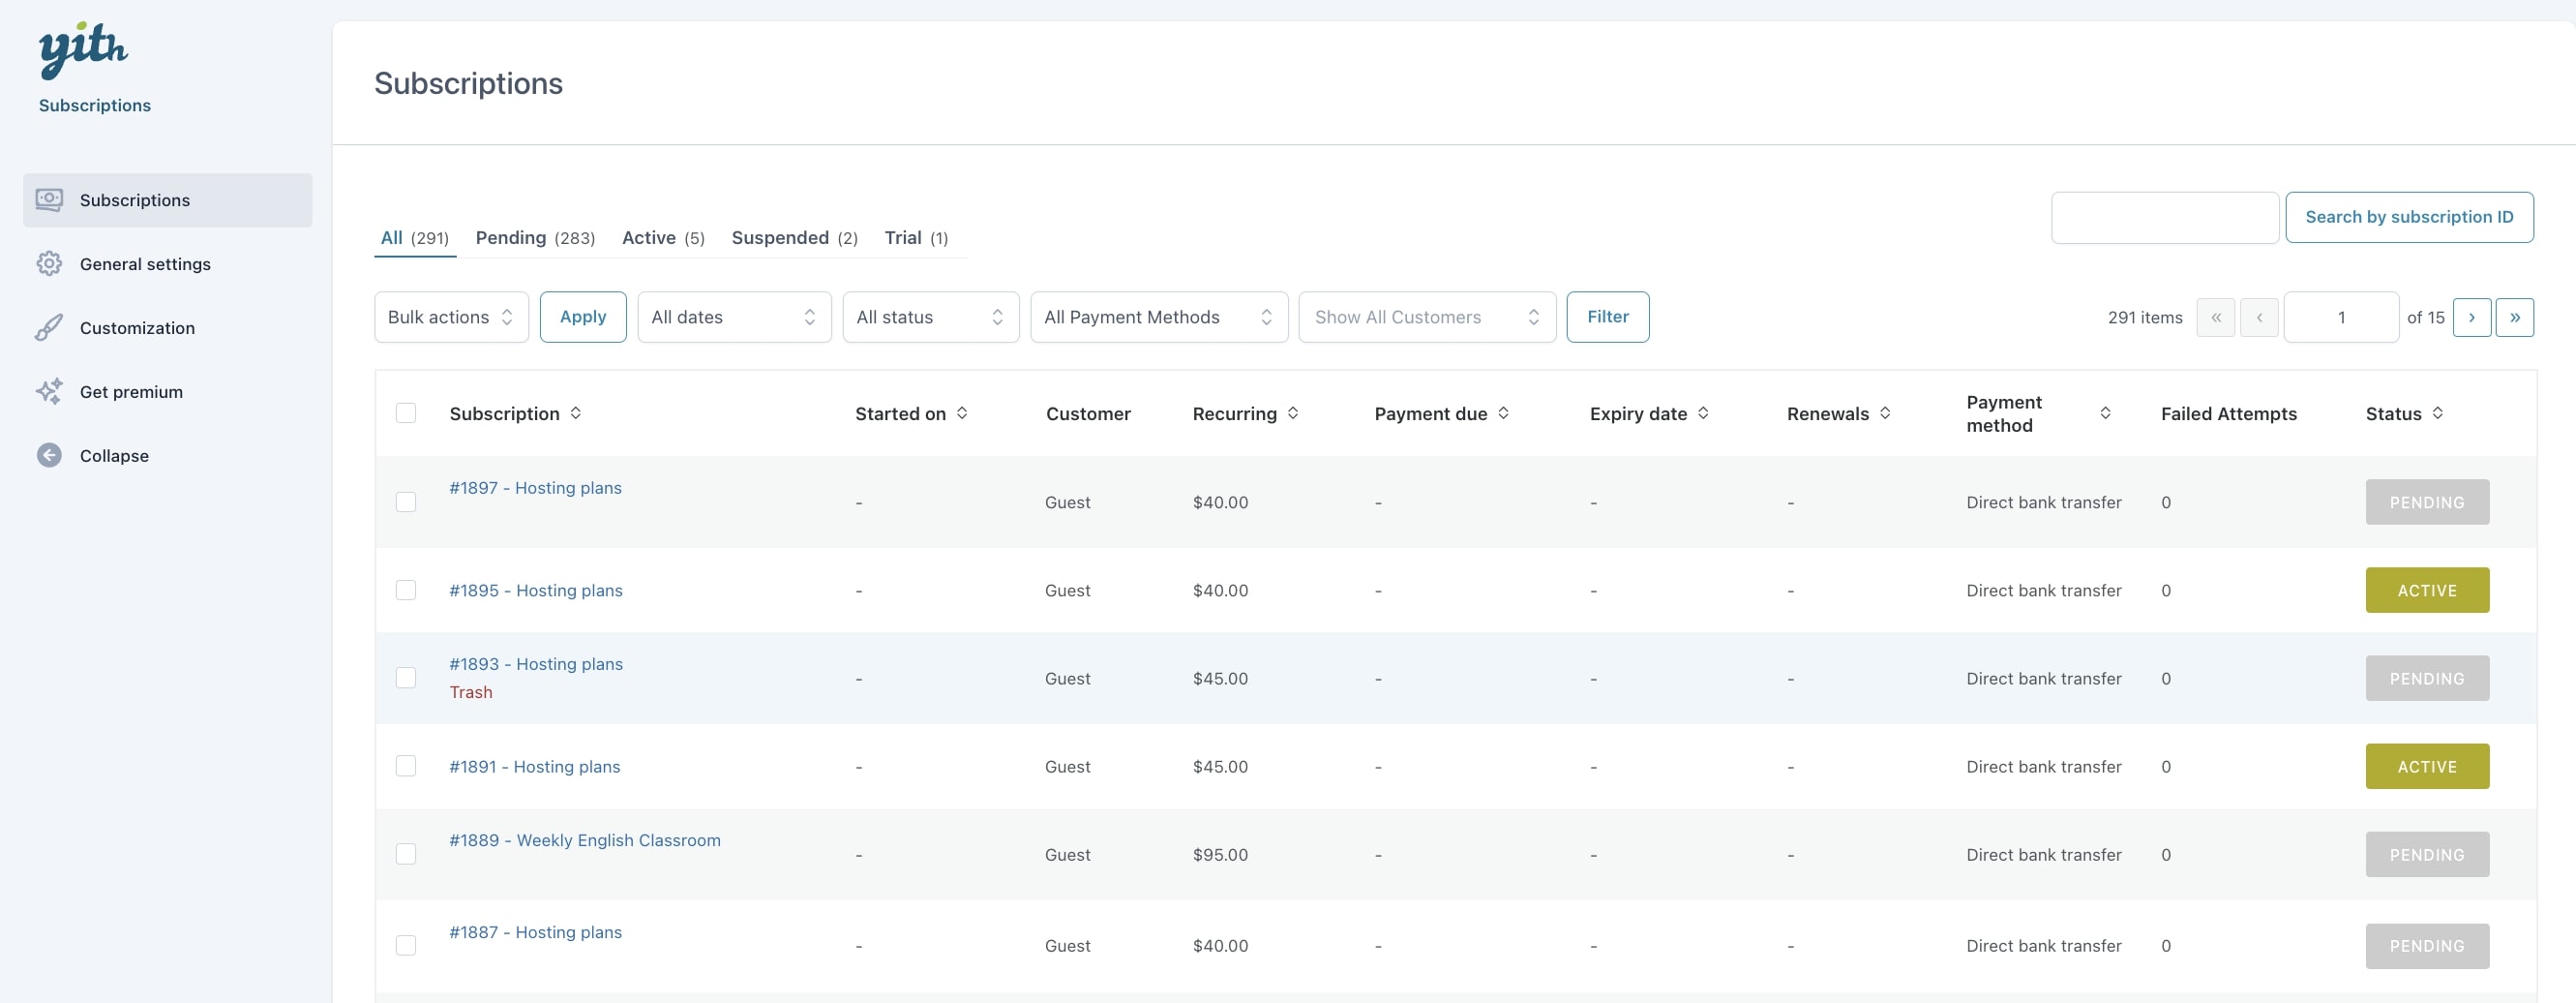 yith
Subscriptions
Subscriptions
General settings
Customization
Get premium
Collapse
Subscriptions
All (291) Pending (283) Active (5) Suspended (2) Trial (1)
Search by subscription ID
Bulk actions Apply All dates All status All Payment Methods Show All Customers Filter 291 items « ‹ 1 of 15 › »
Subscription Started on Customer Recurring Payment due Expiry date Renewals Payment method Failed Attempts Status
#1897 - Hosting plans - Guest $40.00 - - - Direct bank transfer 0 PENDING
#1895 - Hosting plans - Guest $40.00 - - - Direct bank transfer 0 ACTIVE
#1893 - Hosting plans - Guest $45.00 - - - Direct bank transfer 0 PENDING
Trash
#1891 - Hosting plans - Guest $45.00 - - - Direct bank transfer 0 ACTIVE
#1889 - Weekly English Classroom - Guest $95.00 - - - Direct bank transfer 0 PENDING
#1887 - Hosting plans - Guest $40.00 - - - Direct bank transfer 0 PENDING